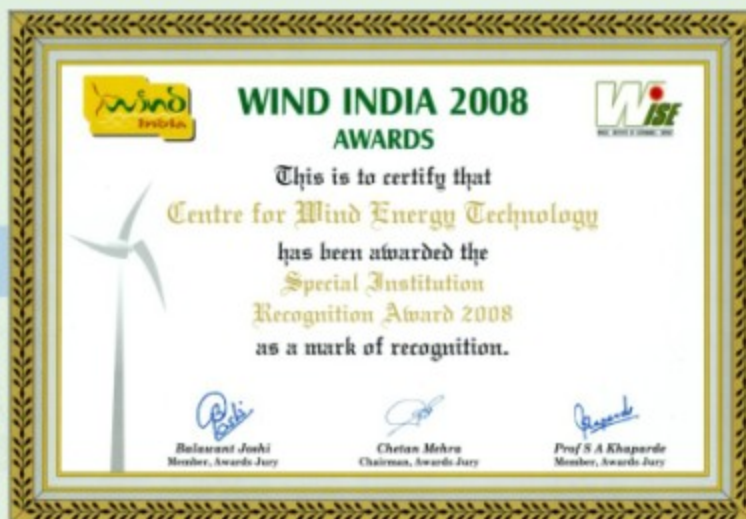 wind
India
WIND INDIA 2008
AWARDS
WISE
This is to certify that
Centre for Wind Energy Technology
has been awarded the
Special Institution
Recognition Award 2008
as a mark of recognition.
Balawant Joshi
Member, Awards Jury
Chetan Mehra
Chairman, Awards Jury
Prof S A Khaparde
Member, Awards Jury